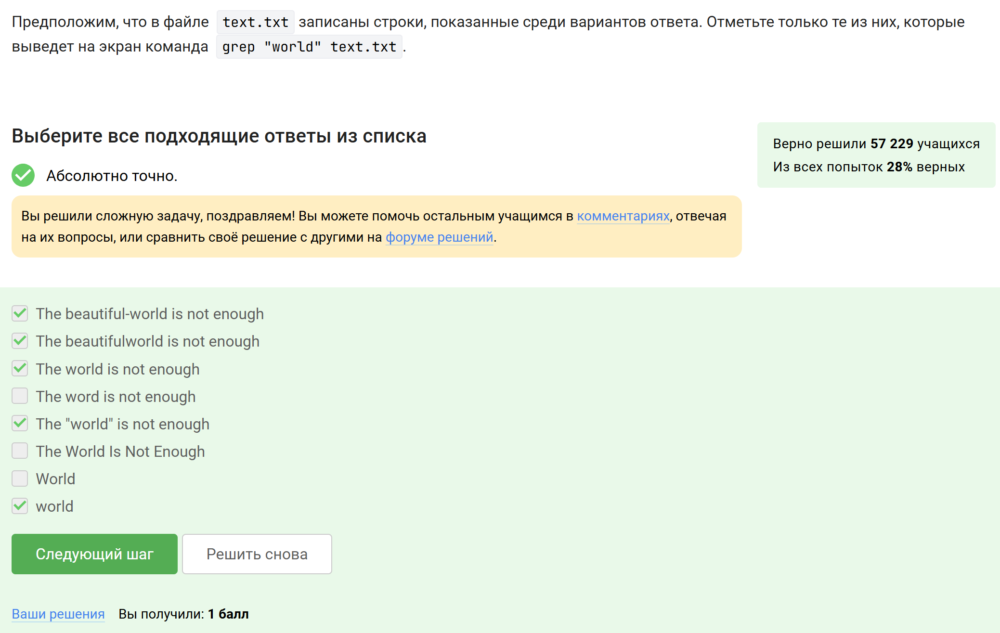 Предположим, что в файле text.txt записаны строки, показанные среди вариантов ответа. Отметьте только те из них, которые
выведет на экран команда grep "world" text.txt.
Выберите все подходящие ответы из списка
Верно решили 57 229 учащихся
Из всех попыток 28% верных
Абсолютно точно.
Вы решили сложную задачу, поздравляем! Вы можете помочь остальным учащимся в комментариях, отвечая
на их вопросы, или сравнить своё решение с другими на форуме решений.
The beautiful-world is not enough
The beautifulworld is not enough
The world is not enough
The word is not enough
The "world" is not enough
The World Is Not Enough
World
world
Следующий шаг Решить снова
Ваши решения Вы получили: 1 балл